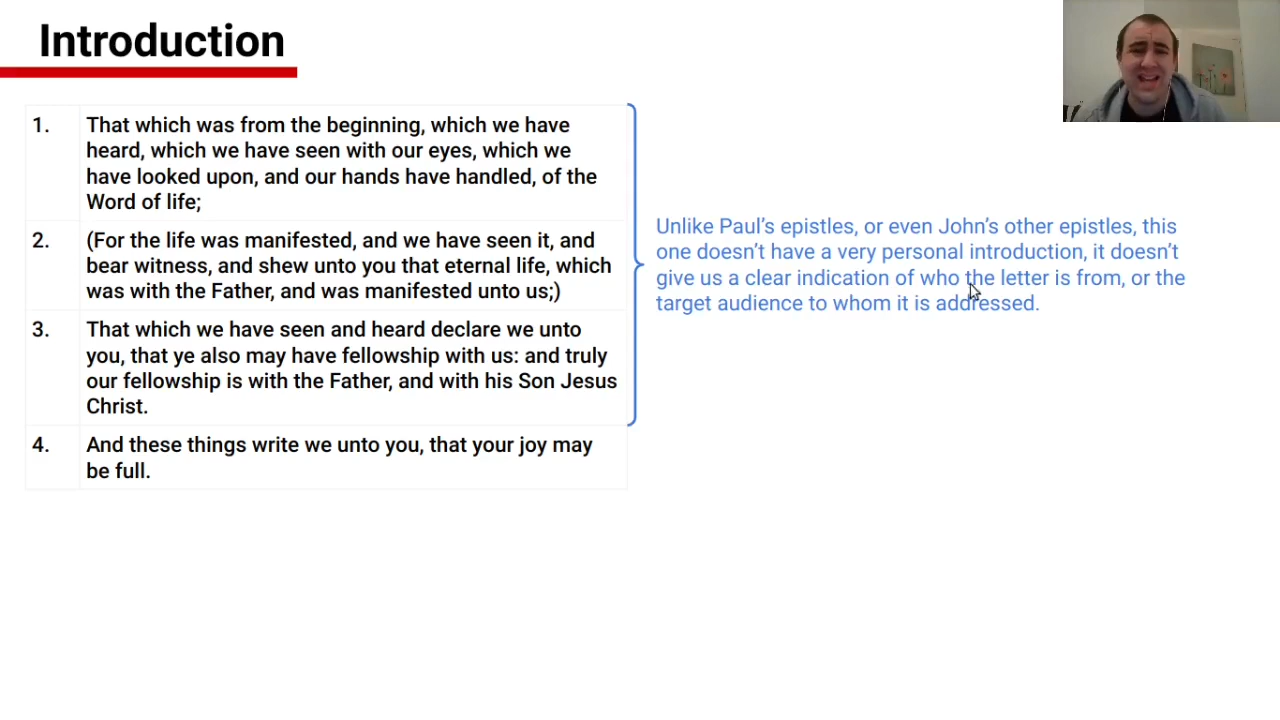 Introduction
1. That which was from the beginning, which we have
heard, which we have seen with our eyes, which we
have looked upon, and our hands have handled, of the
Word of life;
2. (For the life was manifested, and we have seen it, and
bear witness, and shew unto you that eternal life, which
was with the Father, and was manifested unto us;)
3. That which we have seen and heard declare we unto
you, that ye also may have fellowship with us: and truly
our fellowship is with the Father, and with his Son Jesus
Christ.
4. And these things write we unto you, that your joy may
be full.
Unlike Paul's epistles, or even John's other epistles, this
one doesn't have a very personal introduction, it doesn't
give us a clear indication of who the letter is from, or the
target audience to whom it is addressed.